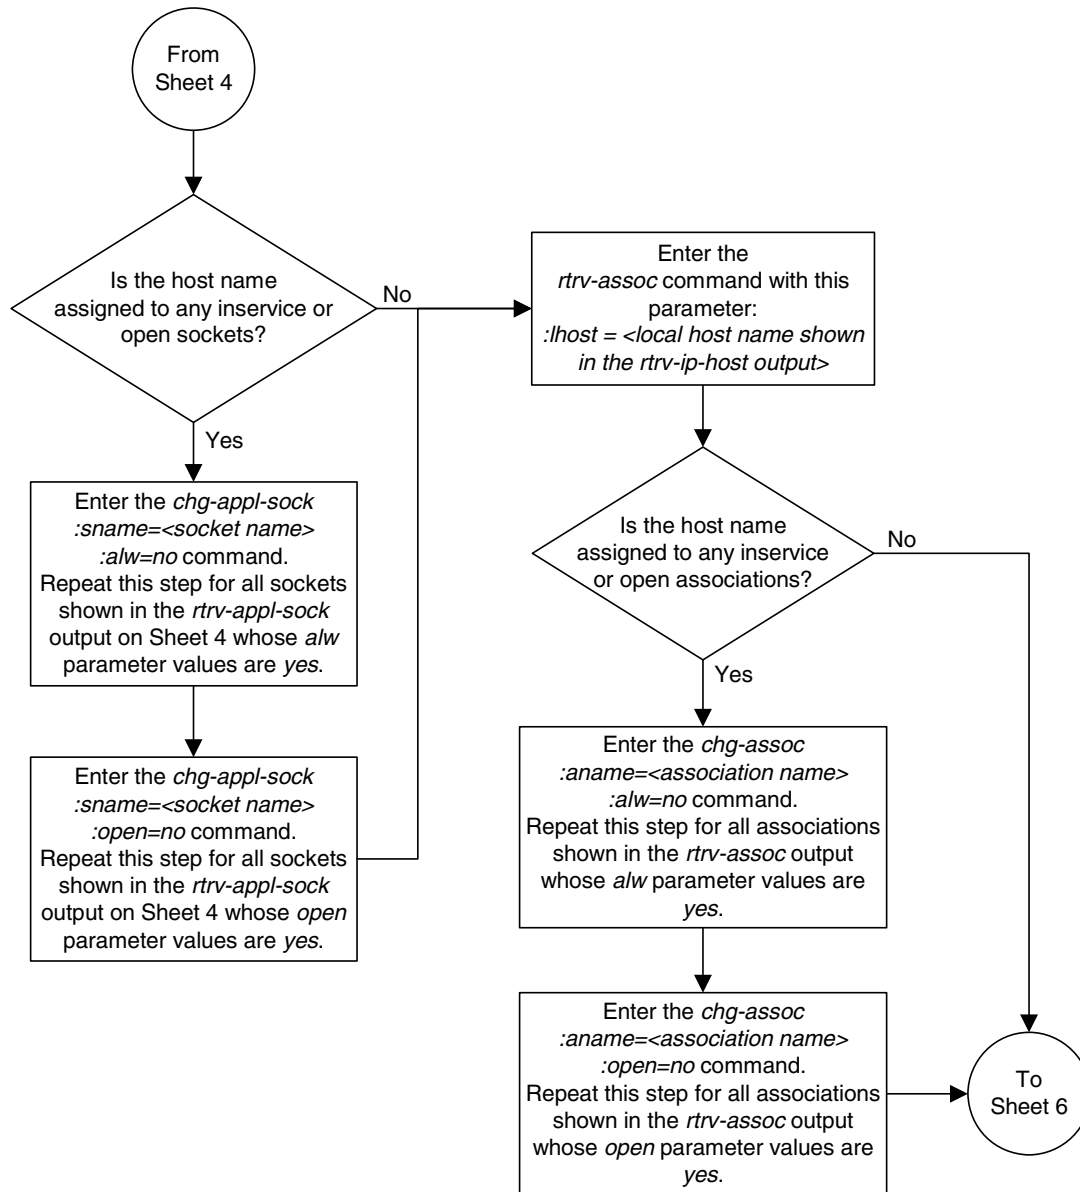 From
Sheet 4
Is the host name
assigned to any inservice or
open sockets?
No
Yes
Enter the chg-appl-sock
:sname=<socket name>
:alw=no command.
Repeat this step for all sockets
shown in the rtrv-appl-sock
output on Sheet 4 whose alw
parameter values are yes.
Enter the chg-appl-sock
:sname=<socket name>
:open=no command.
Repeat this step for all sockets
shown in the rtrv-appl-sock
output on Sheet 4 whose open
parameter values are yes.
Enter the
rtrv-assoc command with this
parameter:
:lhost = <local host name shown
in the rtrv-ip-host output>
Is the host name
assigned to any inservice
or open associations?
No
Yes
Enter the chg-assoc
:aname=<association name>
:alw=no command.
Repeat this step for all associations
shown in the rtrv-assoc output
whose alw parameter values are
yes.
Enter the chg-assoc
:aname=<association name>
:open=no command.
Repeat this step for all associations
shown in the rtrv-assoc output
whose open parameter values are
yes.
To
Sheet 6